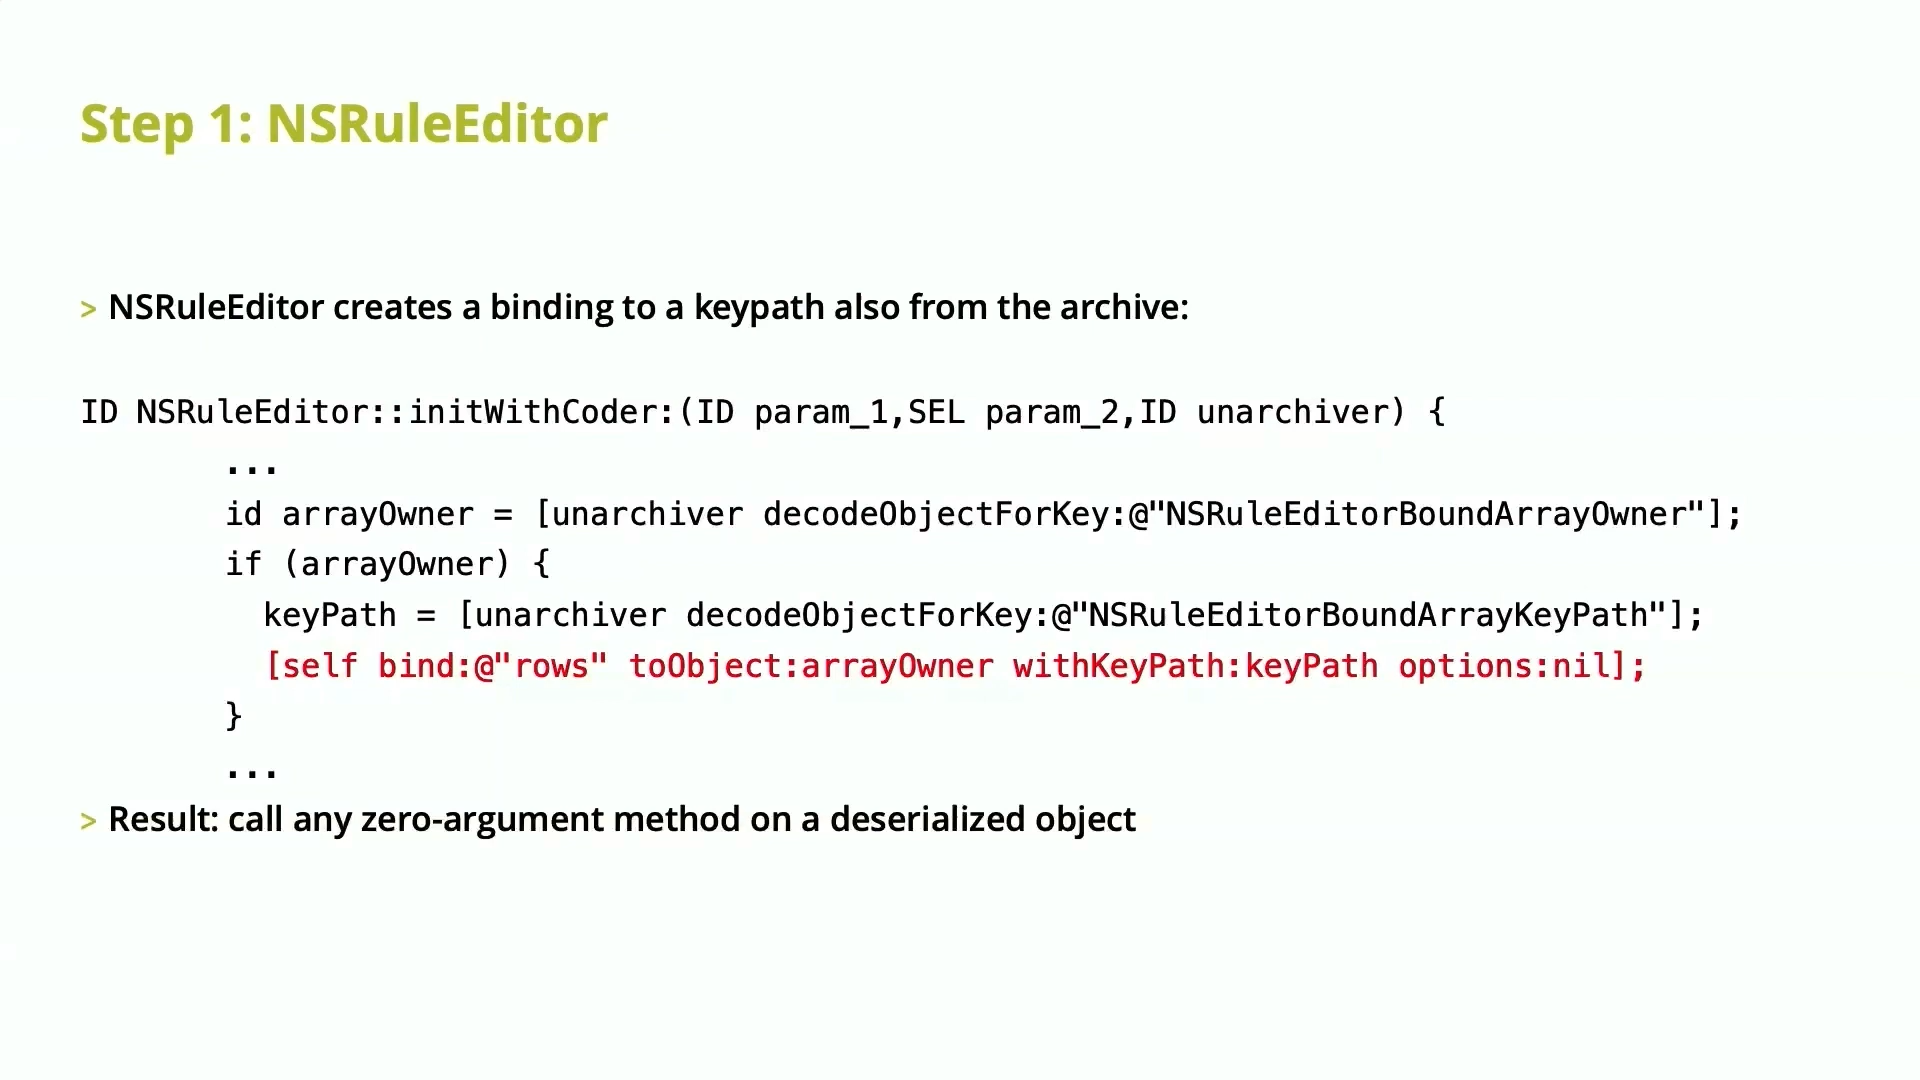 Step 1: NSRuleEditor
> NSRuleEditor creates a binding to a keypath also from the archive:
ID NSRuleEditor::initWithCoder:(ID param_1,SEL param_2,ID unarchiver) {
...
id arrayOwner = [unarchiver decodeObjectForKey:@"NSRuleEditorBoundArrayOwner"];
if (arrayOwner) {
keyPath = [unarchiver decodeObjectForKey:@"NSRuleEditorBoundArrayKeyPath"];
[self bind:@"rows" toObject:arrayOwner withKeyPath:keyPath options:nil];
}
...
> Result: call any zero-argument method on a deserialized object